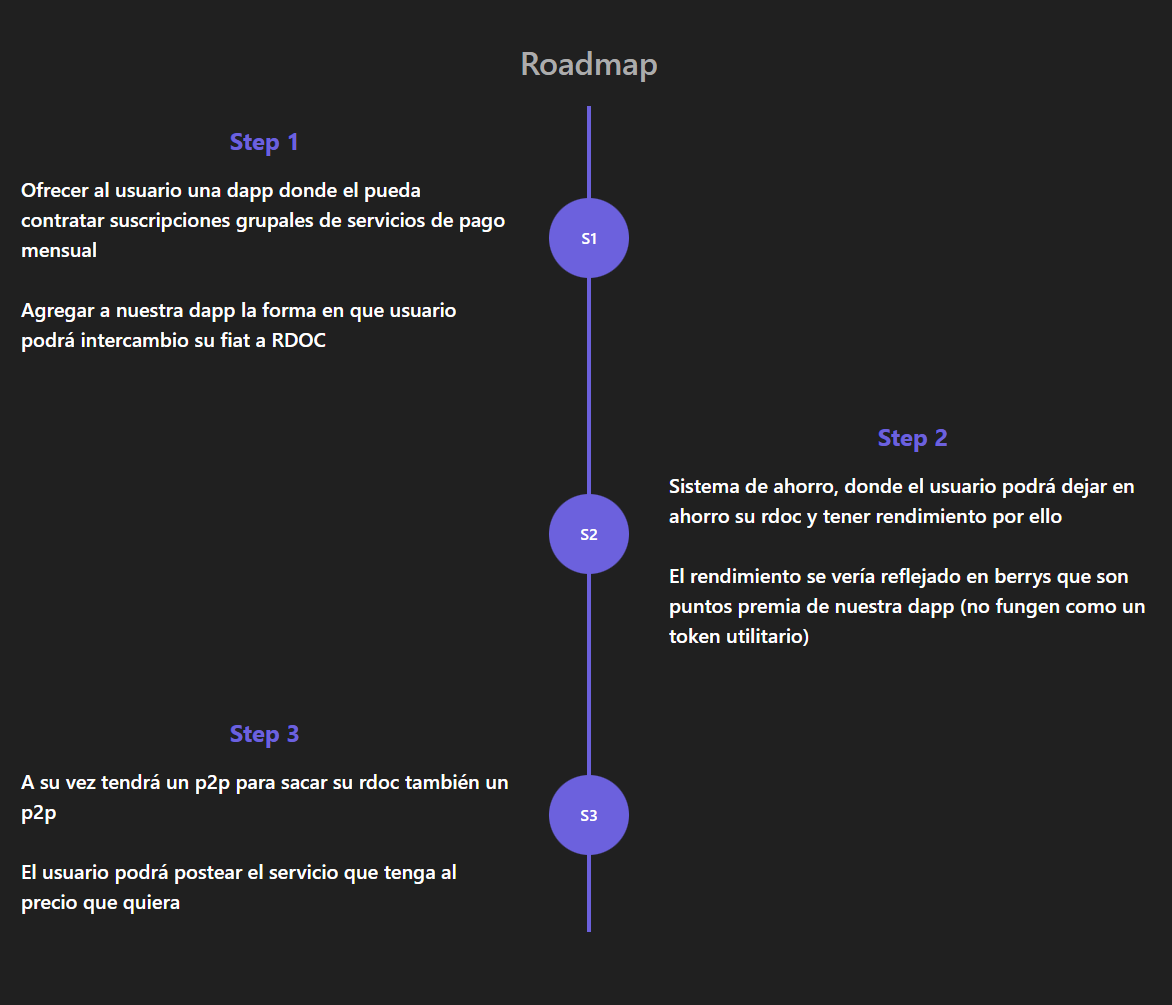 Roadmap
Step 1
Ofrecer al usuario una dapp donde el pueda
contratar suscripciones grupales de servicios de pago
mensual
Agregar a nuestra dapp la forma en que usuario
podrá intercambio su fiat a RDOC
S1
Step 2
Sistema de ahorro, donde el usuario podrá dejar en
ahorro su rdoc y tener rendimiento por ello
El rendimiento se vería reflejado en berrys que son
puntos premia de nuestra dapp (no fungen como un
token utilitario)
S2
Step 3
A su vez tendrá un p2p para sacar su rdoc también un
p2p
El usuario podrá postear el servicio que tenga al
precio que quiera
S3